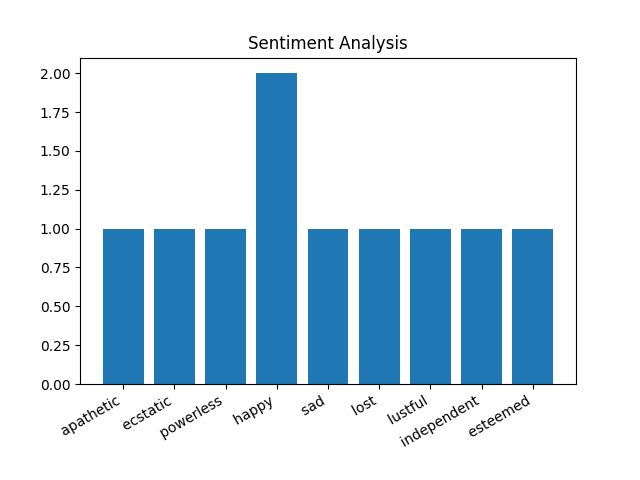 Sentiment Analysis
2.00
1.75
1.50
1.25
1.00
0.75
0.50
0.25
0.00
apathetic
ecstatic
powerless
happy
sad
lost
lustful
independent
esteemed